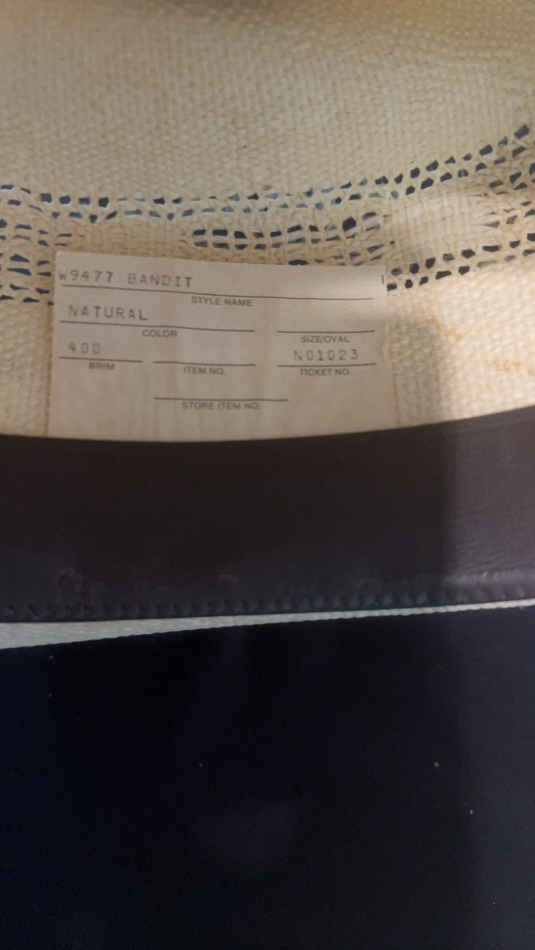 W9477 BANDIT
STYLE NAME
NATURAL
COLOR
SIZE/OVAL
400
N01023
BRIM
ITEM NO.
TICKET NO.
STORE ITEM NO.